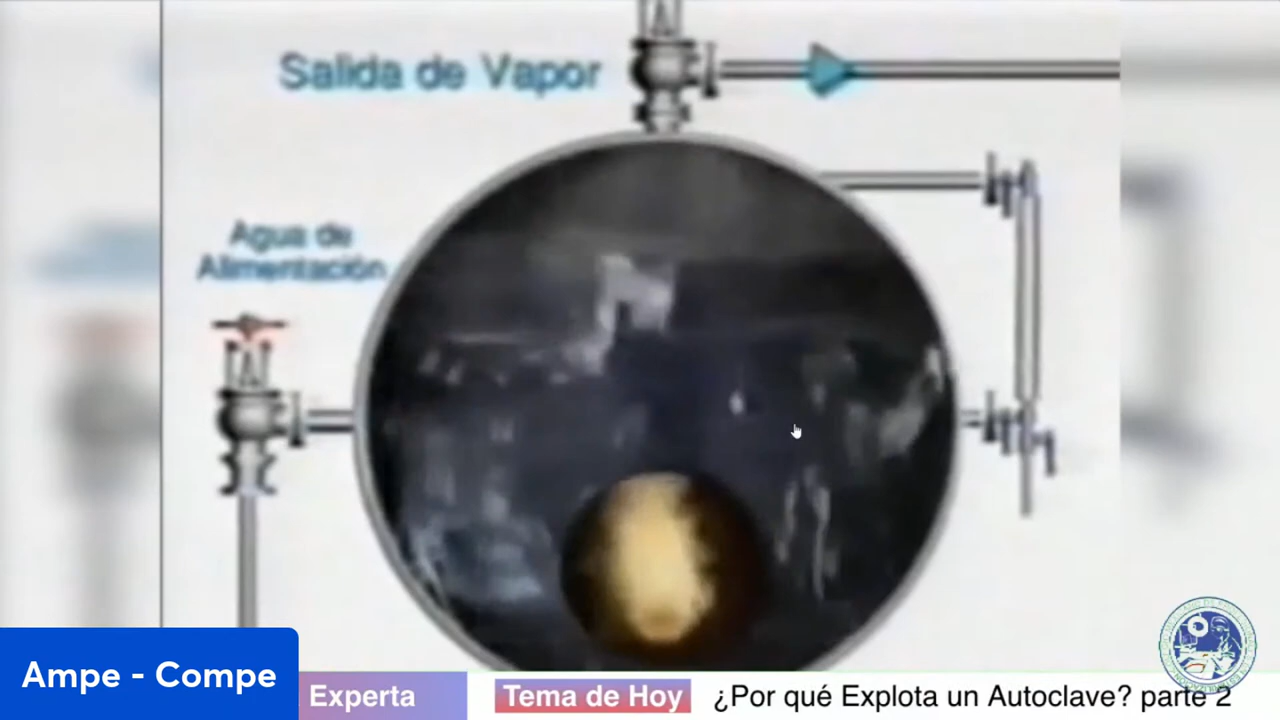 Salida de Vapor
Agua de
Alimentación
Ampe - Compe
Experta
Tema de Hoy
¿Por qué Explota un Autoclave? parte 2